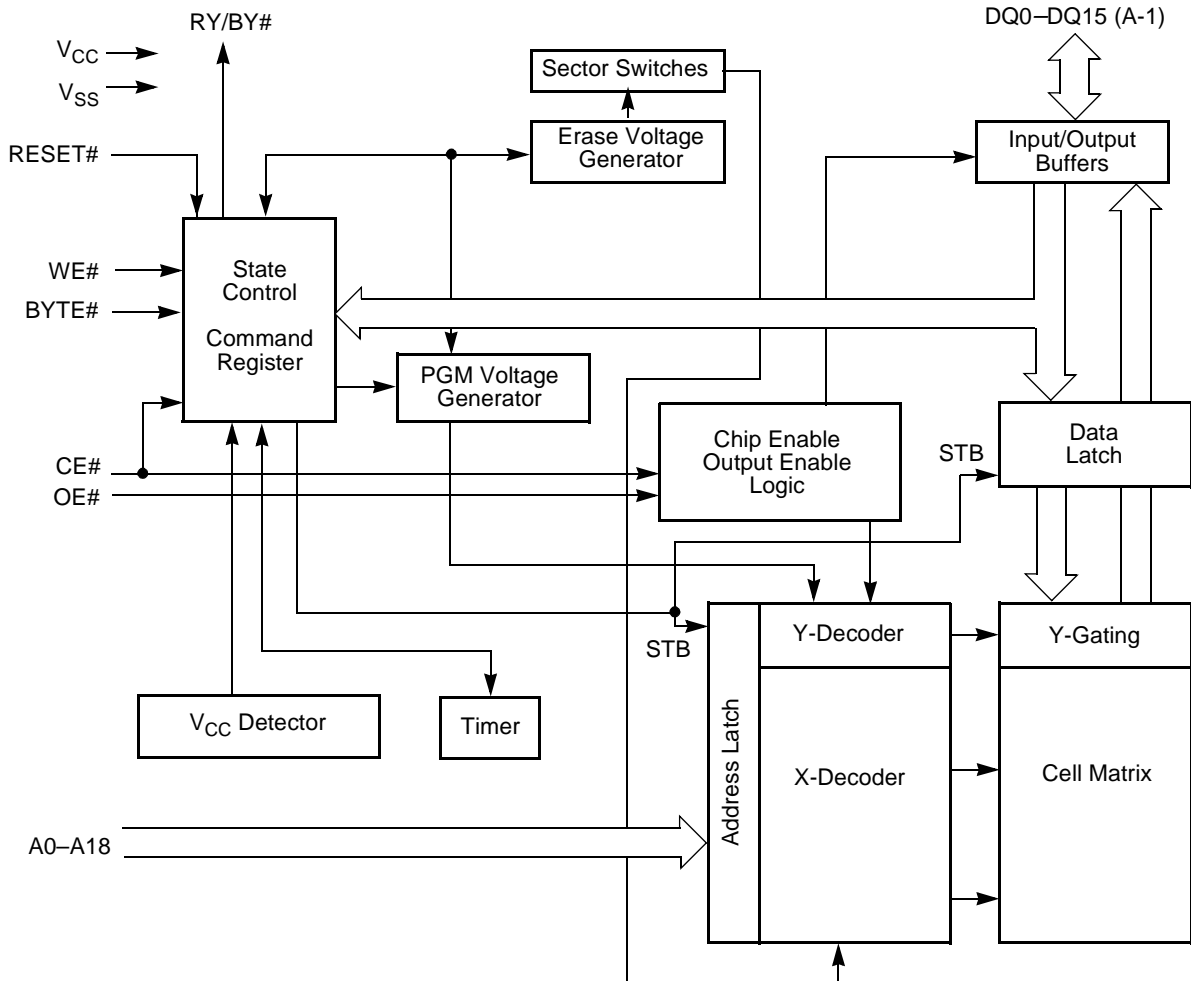 RY/BY#
DQ0–DQ15 (A-1)
VCC
VSS
Sector Switches
Erase Voltage
Generator
RESET#
Input/Output
Buffers
WE#
BYTE#
State
Control
Command
Register
PGM Voltage
Generator
CE#
OE#
Chip Enable
Output Enable
Logic
STB
Data
Latch
STB
Y-Decoder
Y-Gating
VCC Detector
Timer
Address Latch
X-Decoder
Cell Matrix
A0–A18